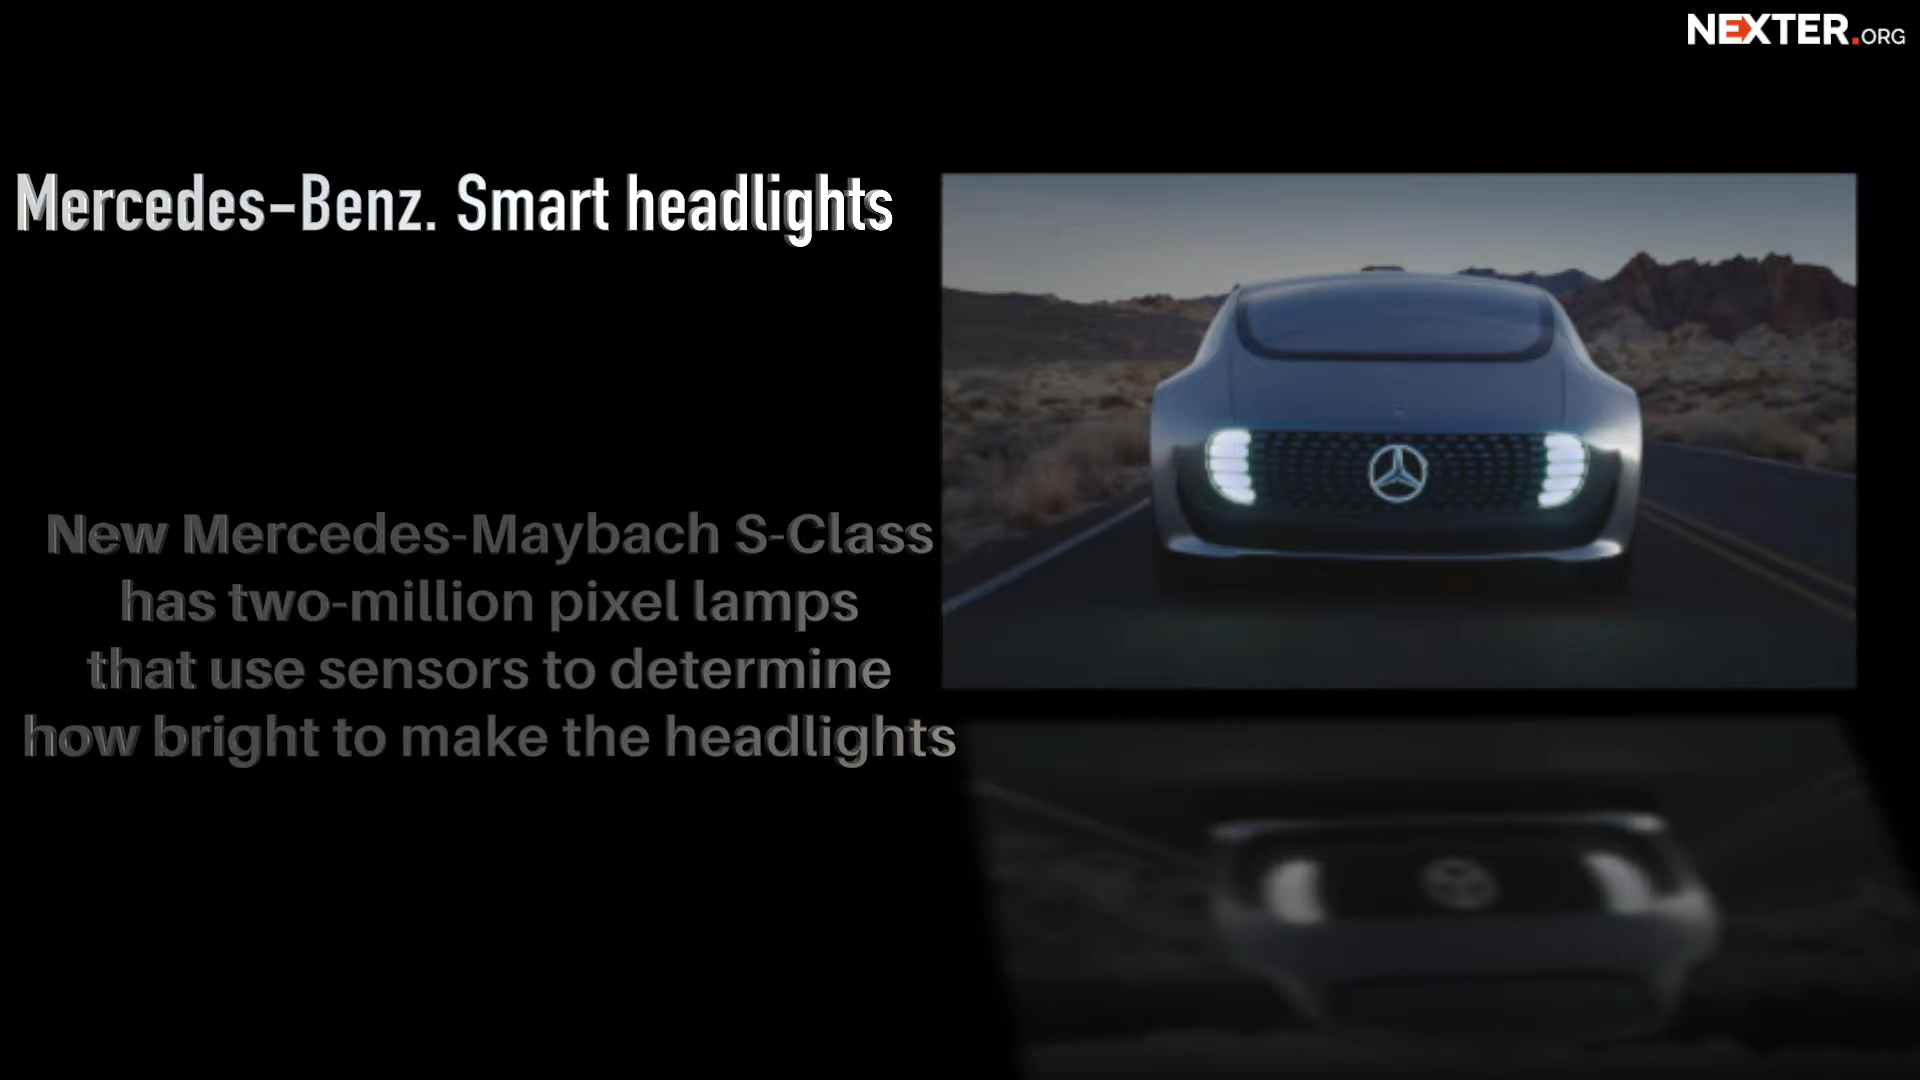 NEXTER.ORG
Mercedes-Benz. Smart headlights
New Mercedes-Maybach S-Class
has two-million pixel lamps
that use sensors to determine
how bright to make the headlights